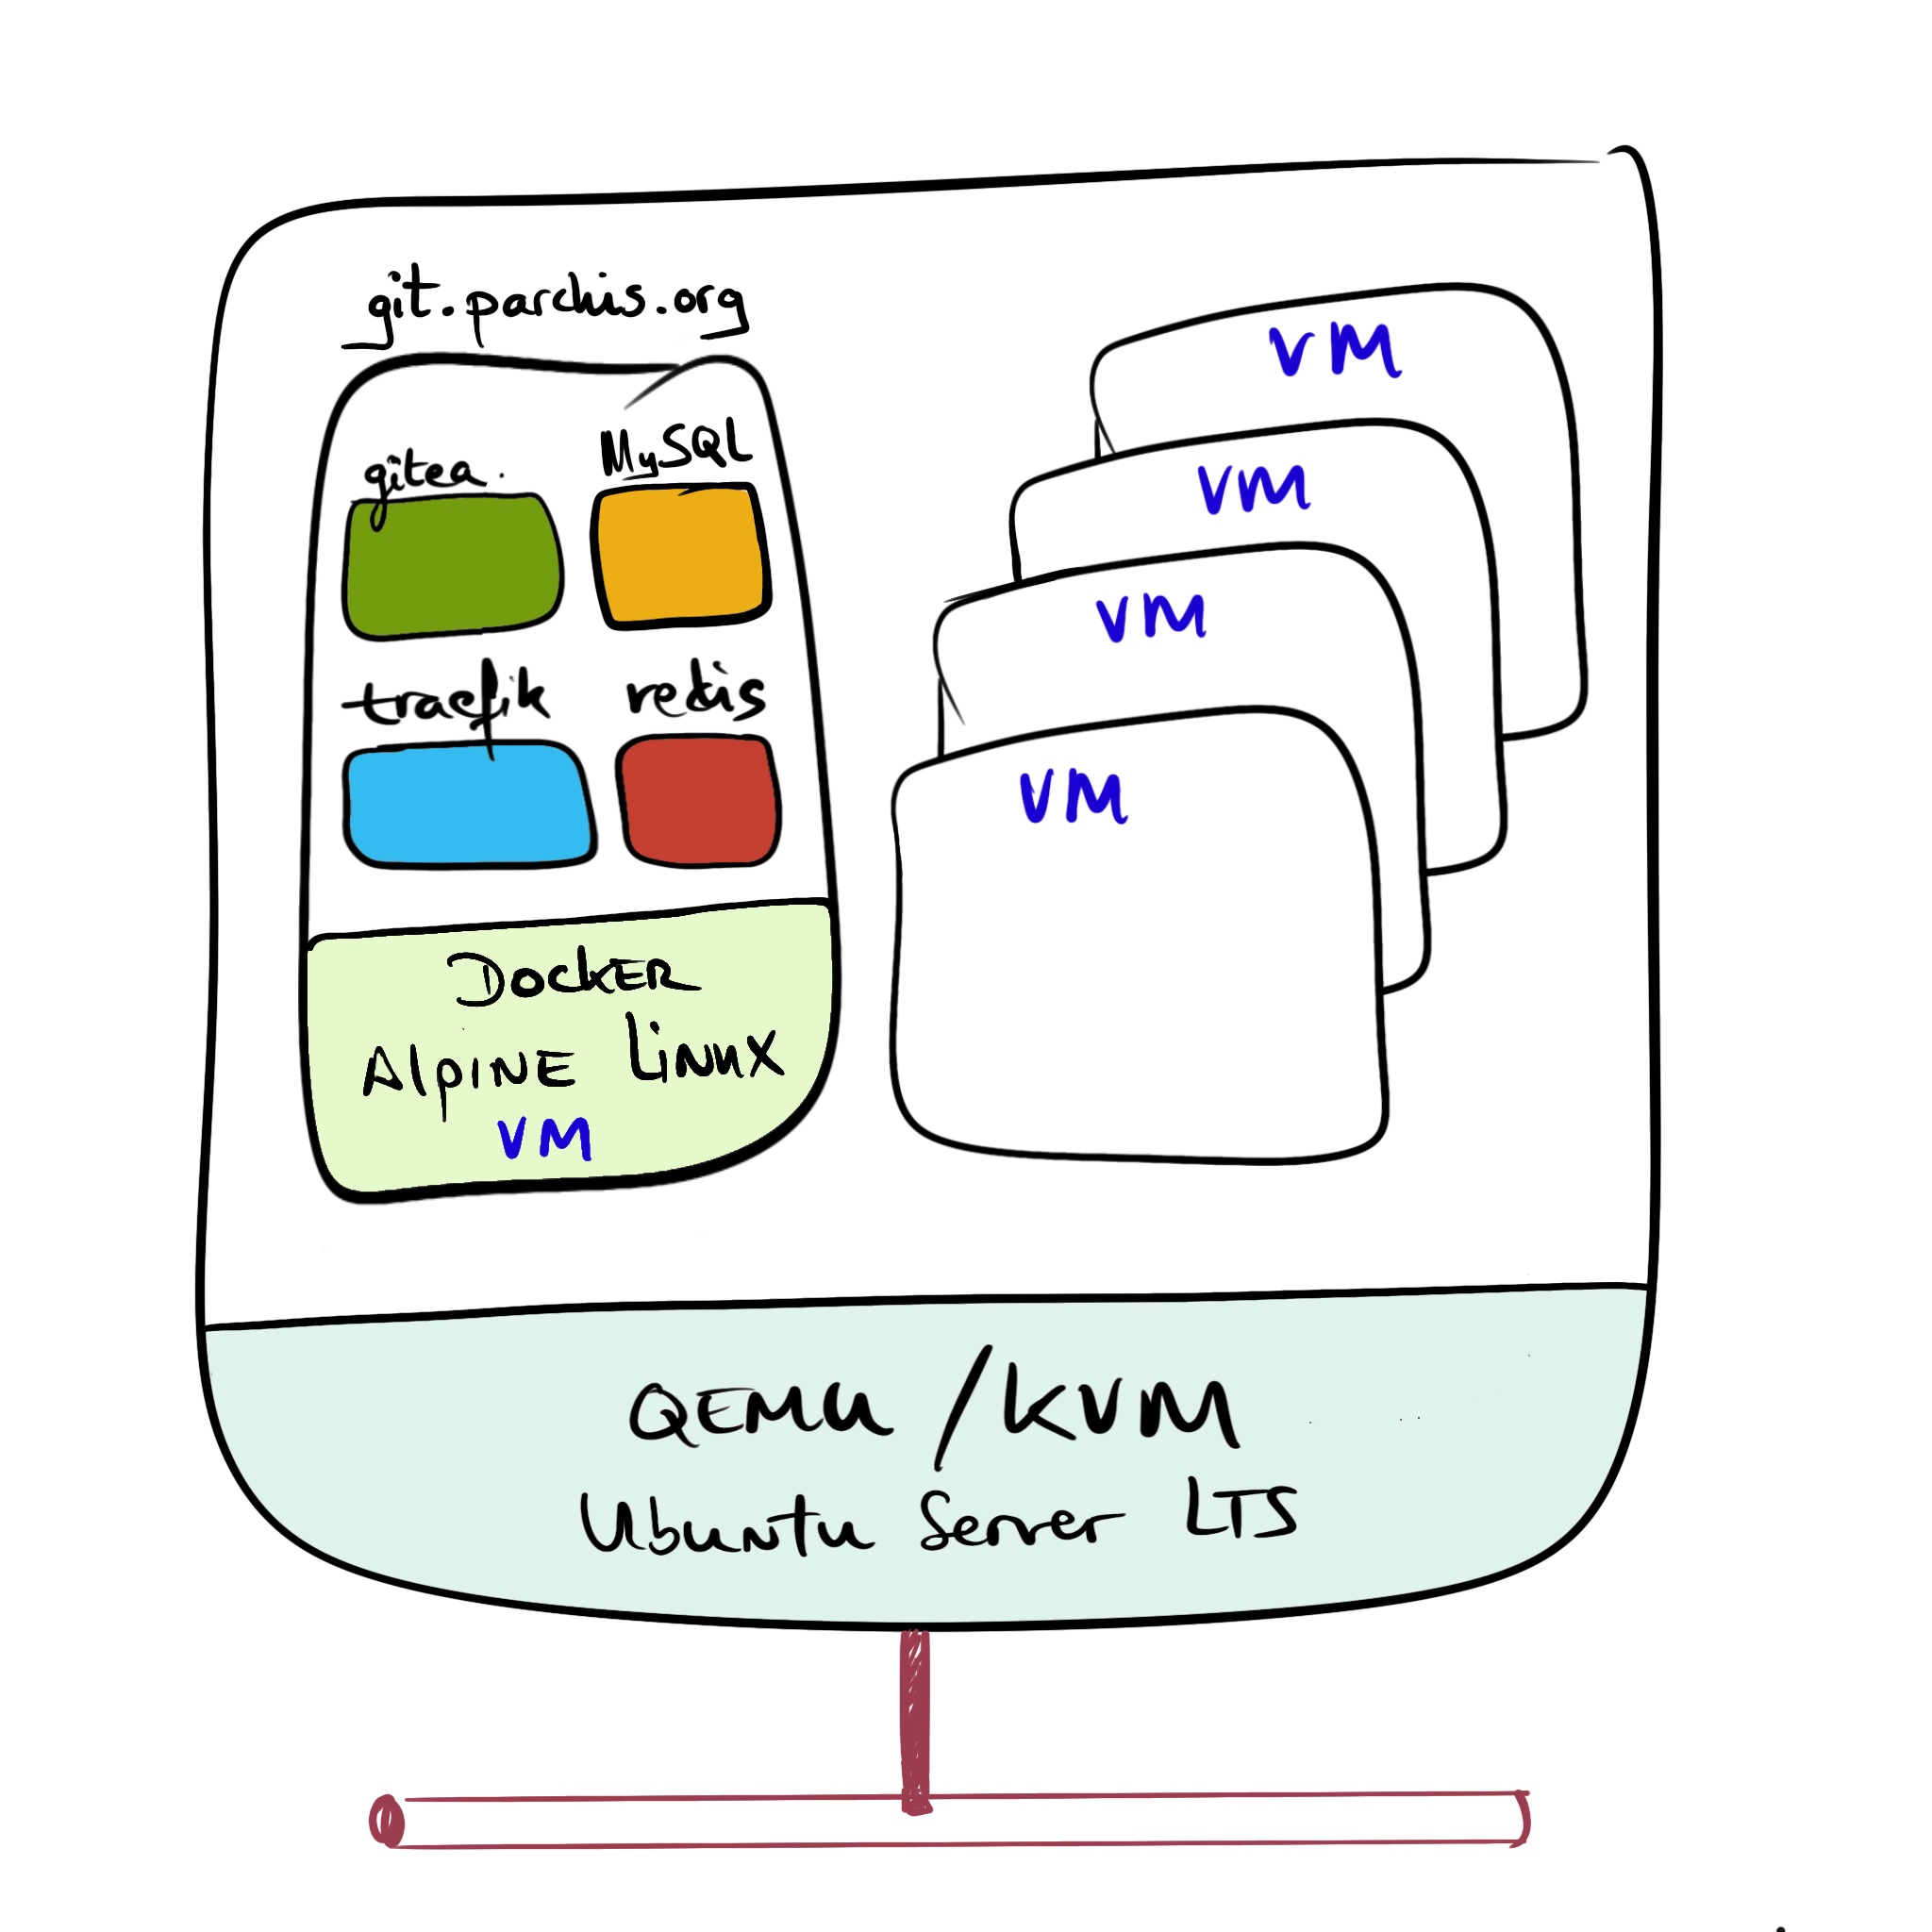 git.parchis.org
gitea.
MySQL
traefik
redis
DockER
AlpINE LiNUX
VM
VM
VM
VM
VM
QEMU/KVM
Ubuntu Server LTS